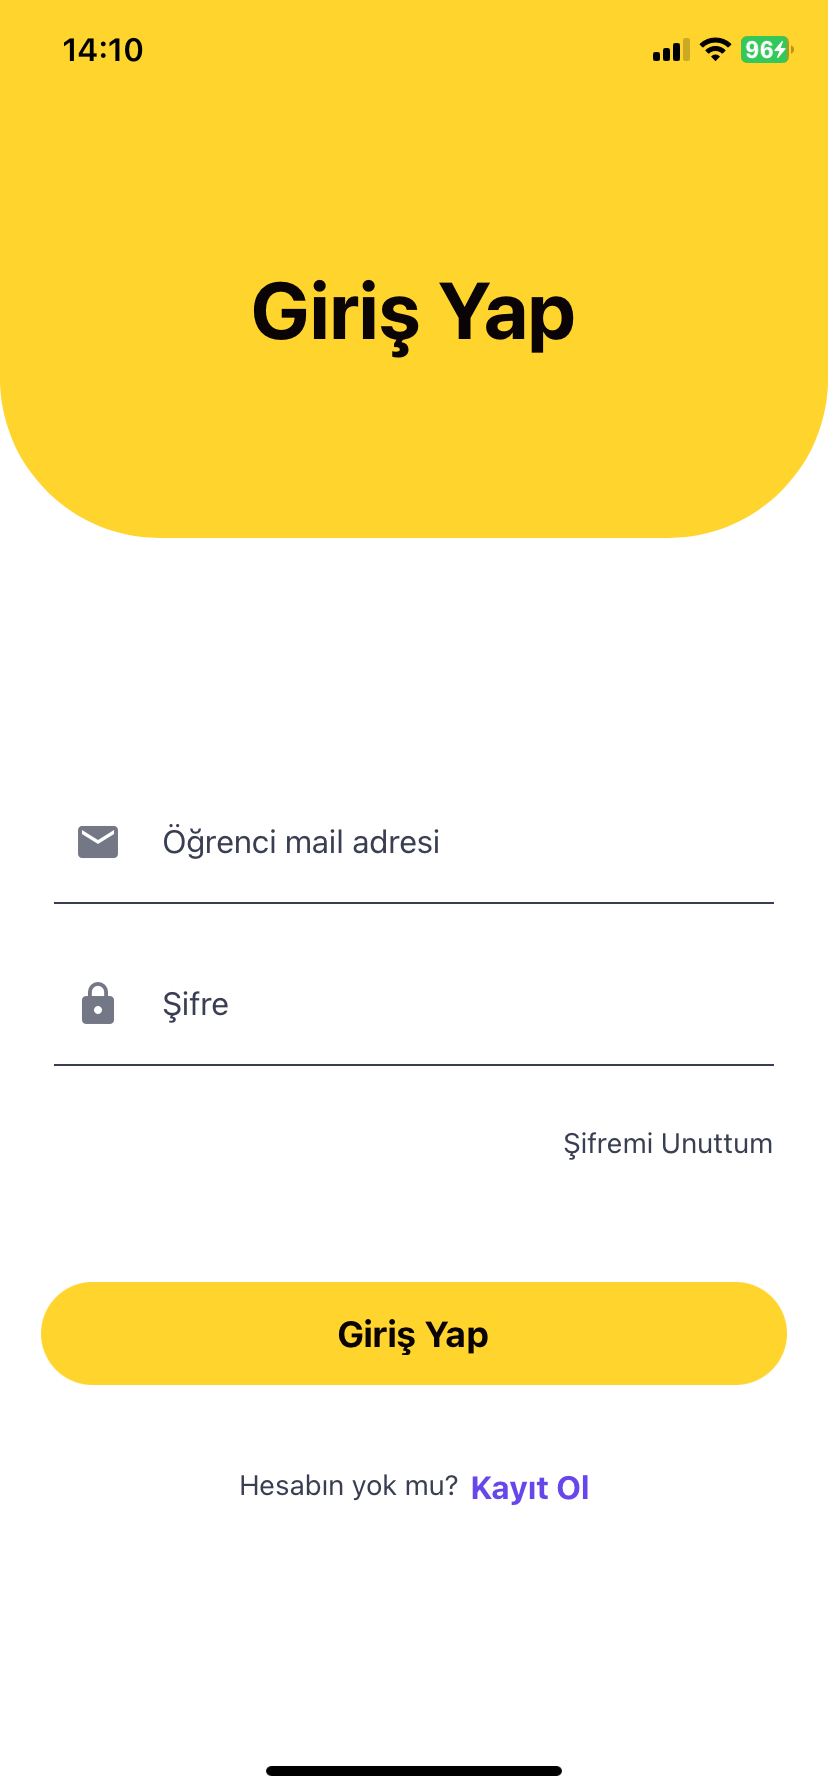 14:10
96
Giriş Yap
Öğrenci mail adresi
Şifre
Şifremi Unuttum
Giriş Yap
Hesabın yok mu? Kayıt Ol